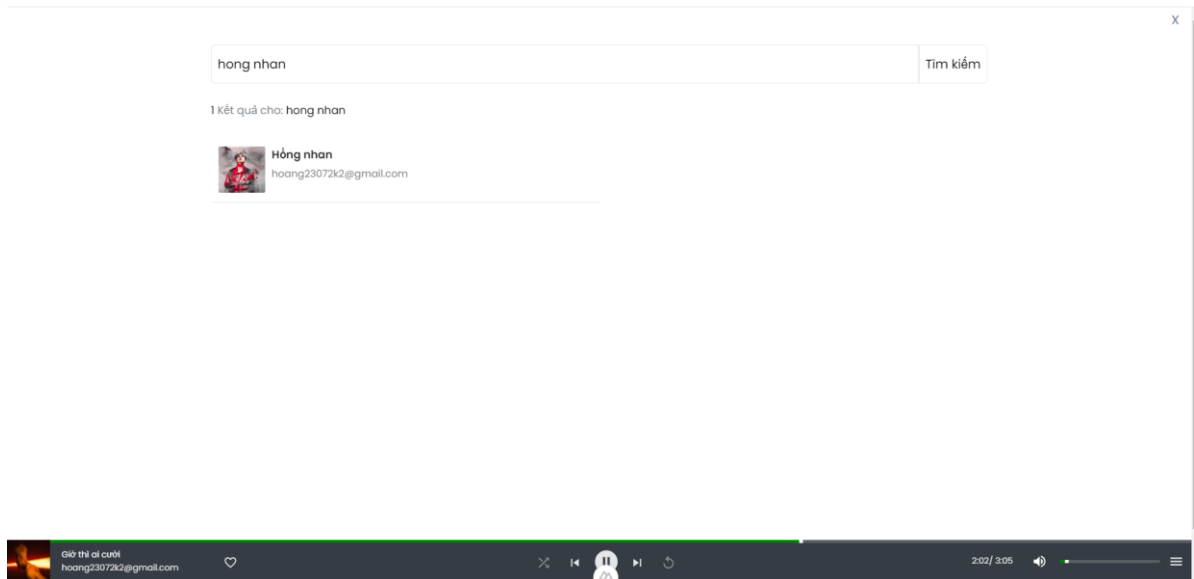 X
hong nhan
Tìm kiếm
1 Kết quả cho: hong nhan
Hồng nhan
hoang23072k2@gmail.com
Giờ thì ai cười
hoang23072k2@gmail.com
2:02/ 3:05